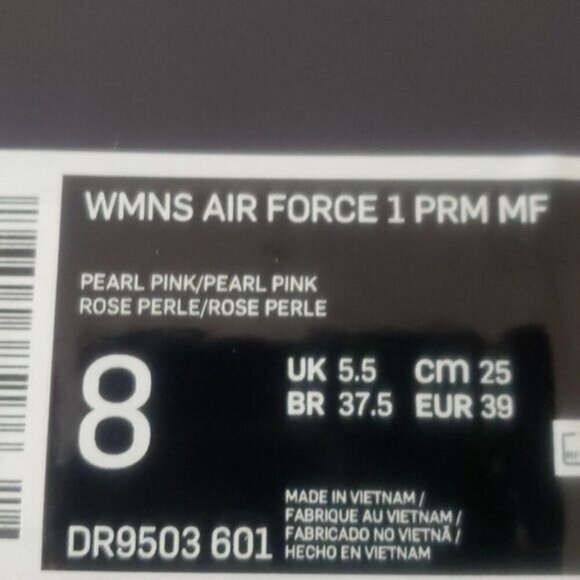 WMNS AIR FORCE 1 PRM MF
PEARL PINK/PEARL PINK
ROSE PERLE/ROSE PERLE
8
UK 5.5 cm 25
BR 37.5 EUR 39
MADE IN VIETNAM /
FABRIQUE AU VIETNAM /
FABRICADO NO VIETNÃ /
HECHO EN VIETNAM
DR9503 601